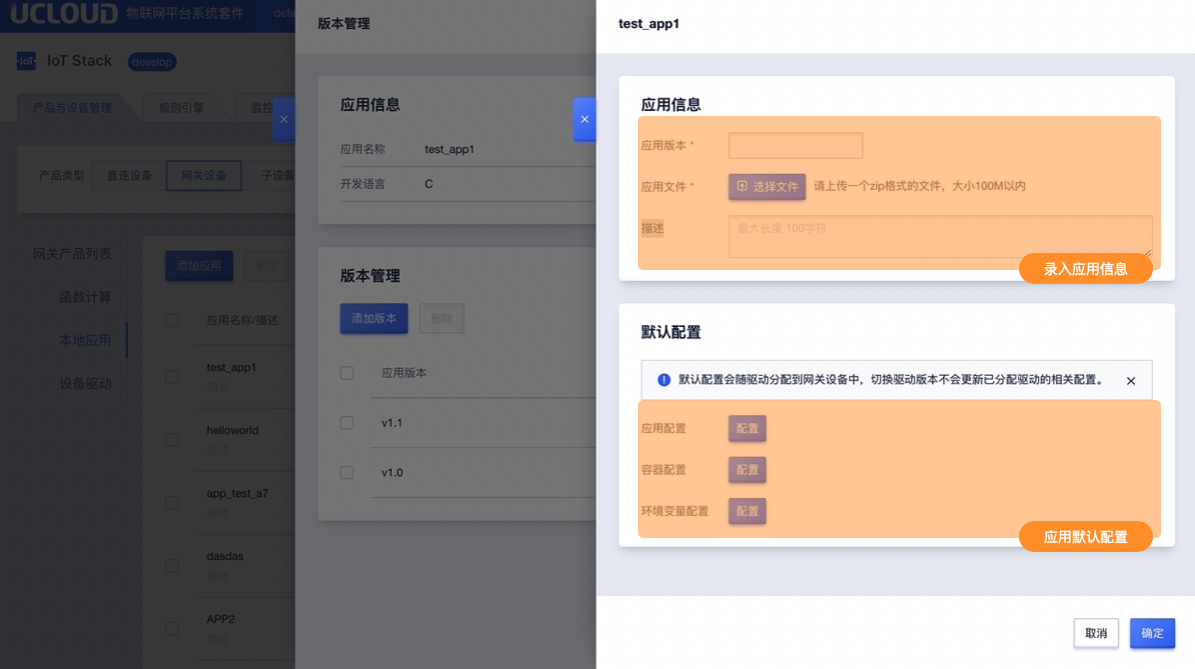 UCLOUD 物联网平台系统套件 defa
IoT IoT Stack develop
产品与设备管理 规则引擎 监控
产品类型 直连设备 网关设备 子设备
网关产品列表
函数计算
本地应用
设备驱动
添加应用 删除
应用名称/描述
test_app1
描述
helloworld
描述
app_test_a7
描述
dasdas
描述
APP2
描述
版本管理
应用信息
应用名称 test_app1
开发语言 C
版本管理
添加版本 删除
应用版本
v1.1
v1.0
test_app1
应用信息
应用版本 *
应用文件 * 选择文件 请上传一个zip格式的文件，大小100M以内
描述 最大长度 100字符
录入应用信息
默认配置
默认配置会随驱动分配到网关设备中，切换驱动版本不会更新已分配驱动的相关配置。
应用配置 配置
容器配置 配置
环境变量配置 配置
应用默认配置
取消 确定